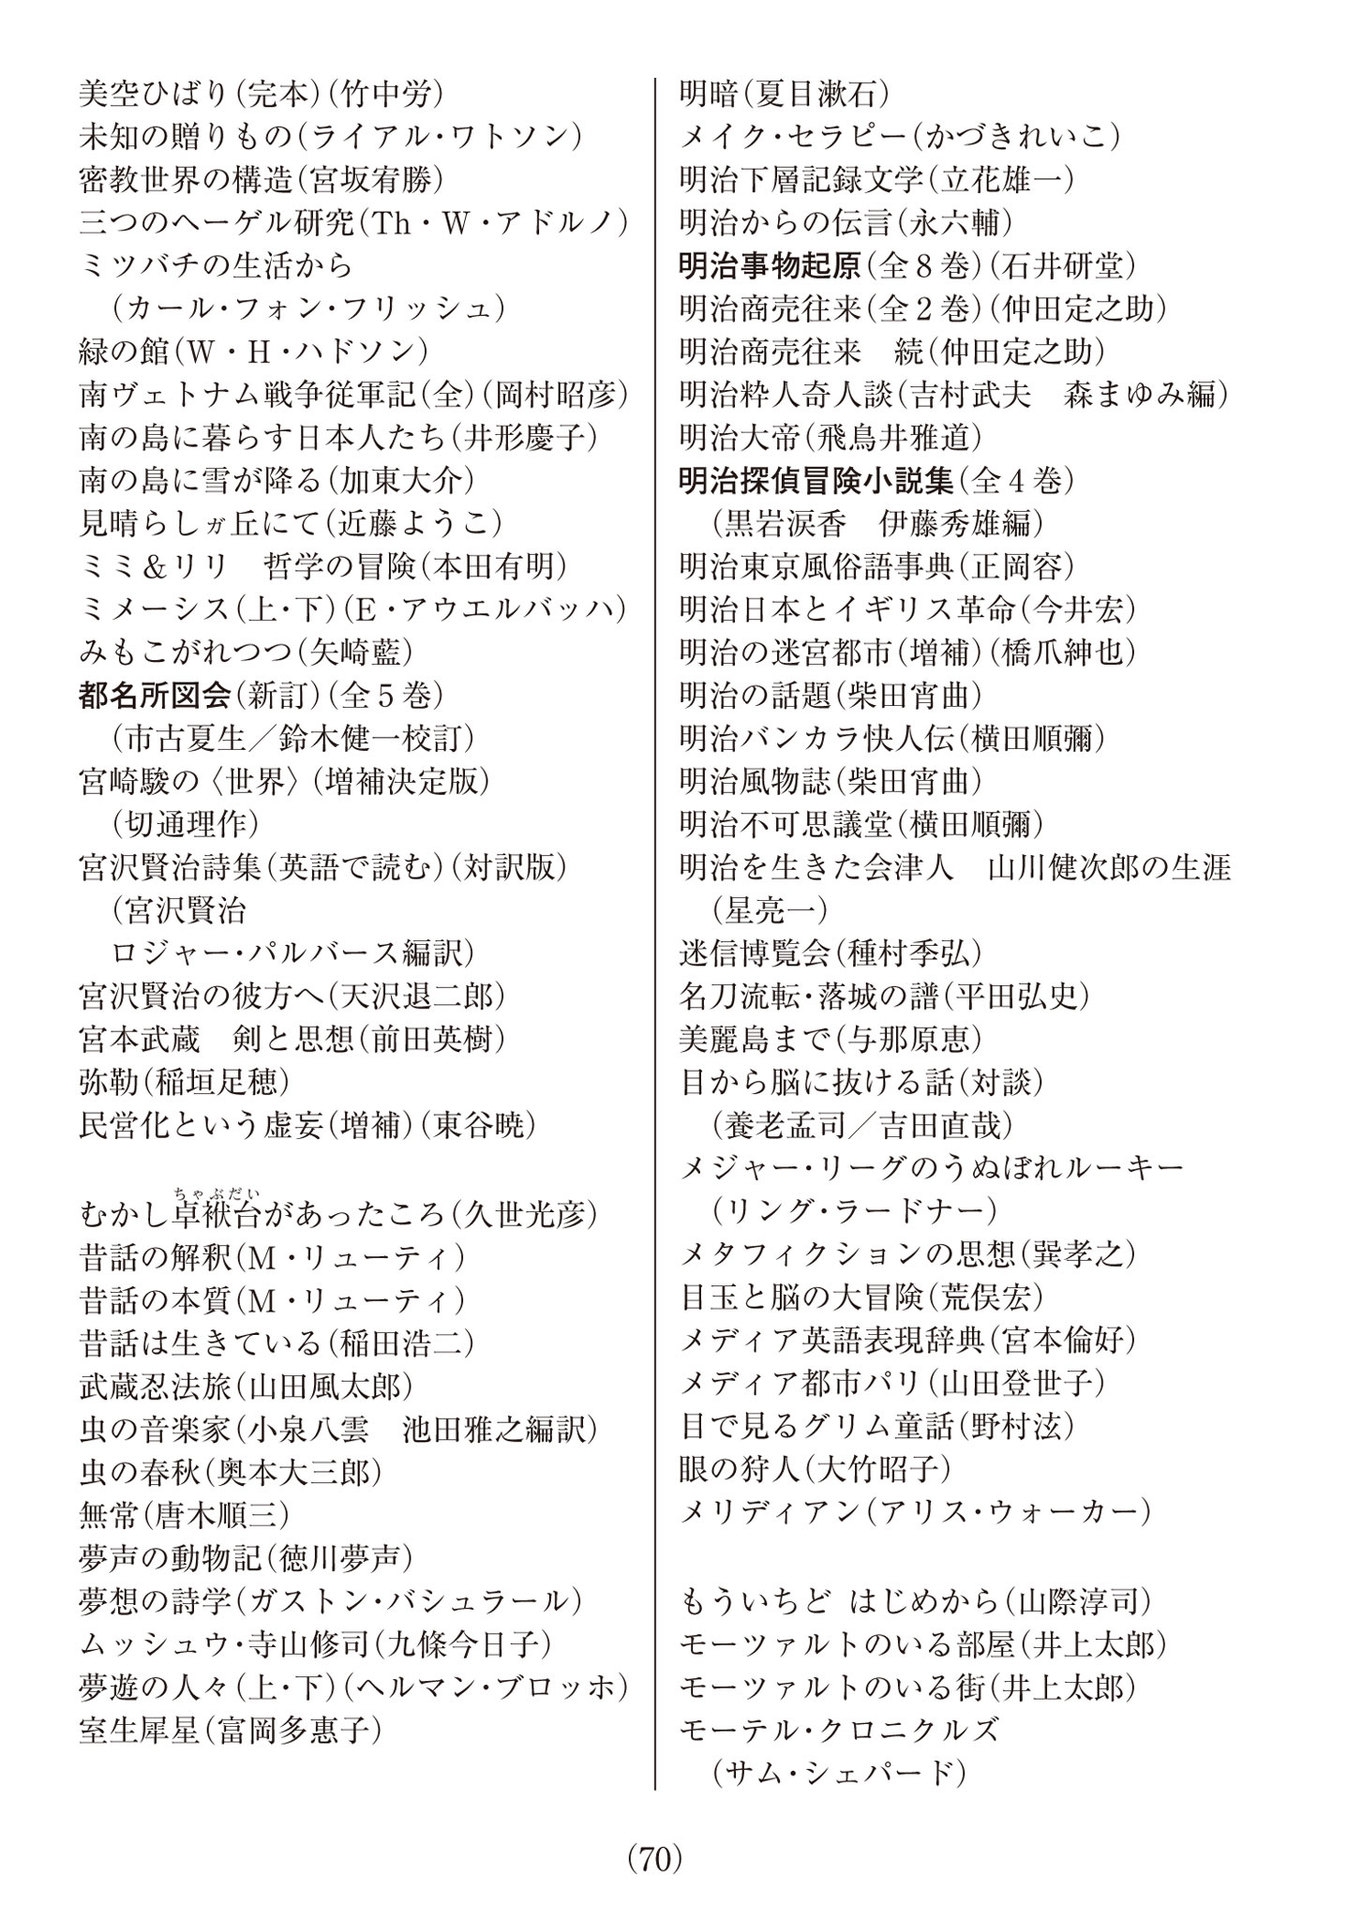 美空ひばり(完本)(竹中労)
未知の贈りもの(ライアル・ワトソン)
密教世界の構造(宮坂宥勝)
三つのヘーゲル研究(Th・W・アドルノ)
ミツバチの生活から
(カール・フォン・フリッシュ)
緑の館(W・H・ハドソン)
南ヴェトナム戦争従軍記(全)(岡村昭彦)
南の島に暮らす日本人たち(井形慶子)
南の島に雪が降る(加東大介)
見晴らしガ丘にて(近藤ようこ)
ミミ&リリ　哲学の冒険(本田有明)
ミメーシス(上・下)(E・アウエルバッハ)
みもこがれつつ(矢崎藍)
都名所図会(新訂)(全5巻)
(市古夏生／鈴木健一校訂)
宮崎駿の〈世界〉(増補決定版)
(切通理作)
宮沢賢治詩集(英語で読む)(対訳版)
(宮沢賢治
ロジャー・パルバース編訳)
宮沢賢治の彼方へ(天沢退二郎)
宮本武蔵　剣と思想(前田英樹)
弥勒(稲垣足穂)
民営化という虚妄(増補)(東谷暁)
ちゃぶだい
むかし卓袱台があったころ(久世光彦)
昔話の解釈(M・リューティ)
昔話の本質(M・リューティ)
昔話は生きている(稲田浩二)
武蔵忍法旅(山田風太郎)
虫の音楽家(小泉八雲　池田雅之編訳)
虫の春秋(奥本大三郎)
無常(唐木順三)
夢声の動物記(徳川夢声)
夢想の詩学(ガストン・バシュラール)
ムッシュウ・寺山修司(九條今日子)
夢遊の人々(上・下)(ヘルマン・ブロッホ)
室生犀星(富岡多惠子)
明暗(夏目漱石)
メイク・セラピー(かづきれいこ)
明治下層記録文学(立花雄一)
明治からの伝言(永六輔)
明治事物起原(全8巻)(石井研堂)
明治商売往来(全2巻)(仲田定之助)
明治商売往来　続(仲田定之助)
明治粋人奇人談(吉村武夫　森まゆみ編)
明治大帝(飛鳥井雅道)
明治探偵冒険小説集(全4巻)
(黒岩涙香　伊藤秀雄編)
明治東京風俗語事典(正岡容)
明治日本とイギリス革命(今井宏)
明治の迷宮都市(増補)(橋爪紳也)
明治の話題(柴田宵曲)
明治バンカラ快人伝(横田順彌)
明治風物誌(柴田宵曲)
明治不可思議堂(横田順彌)
明治を生きた会津人　山川健次郎の生涯
(星亮一)
迷信博覧会(種村季弘)
名刀流転・落城の譜(平田弘史)
美麗島まで(与那原恵)
目から脳に抜ける話(対談)
(養老孟司／吉田直哉)
メジャー・リーグのうぬぼれルーキー
(リング・ラードナー)
メタフィクションの思想(巽孝之)
目玉と脳の大冒険(荒俣宏)
メディア英語表現辞典(宮本倫好)
メディア都市パリ(山田登世子)
目で見るグリム童話(野村泫)
眼の狩人(大竹昭子)
メリディアン(アリス・ウォーカー)
もういちど はじめから(山際淳司)
モーツァルトのいる部屋(井上太郎)
モーツァルトのいる街(井上太郎)
モーテル・クロニクルズ
(サム・シェパード)
(70)